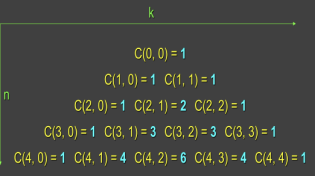 k
C(0, 0) = 1
C(1, 0) = 1 C(1, 1) = 1
n
C(2, 0) = 1 C(2, 1) = 2 C(2, 2) = 1
C(3, 0) = 1 C(3, 1) = 3 C(3, 2) = 3 C(3, 3) = 1
C(4, 0) = 1 C(4, 1) = 4 C(4, 2) = 6 C(4, 3) = 4 C(4, 4) = 1